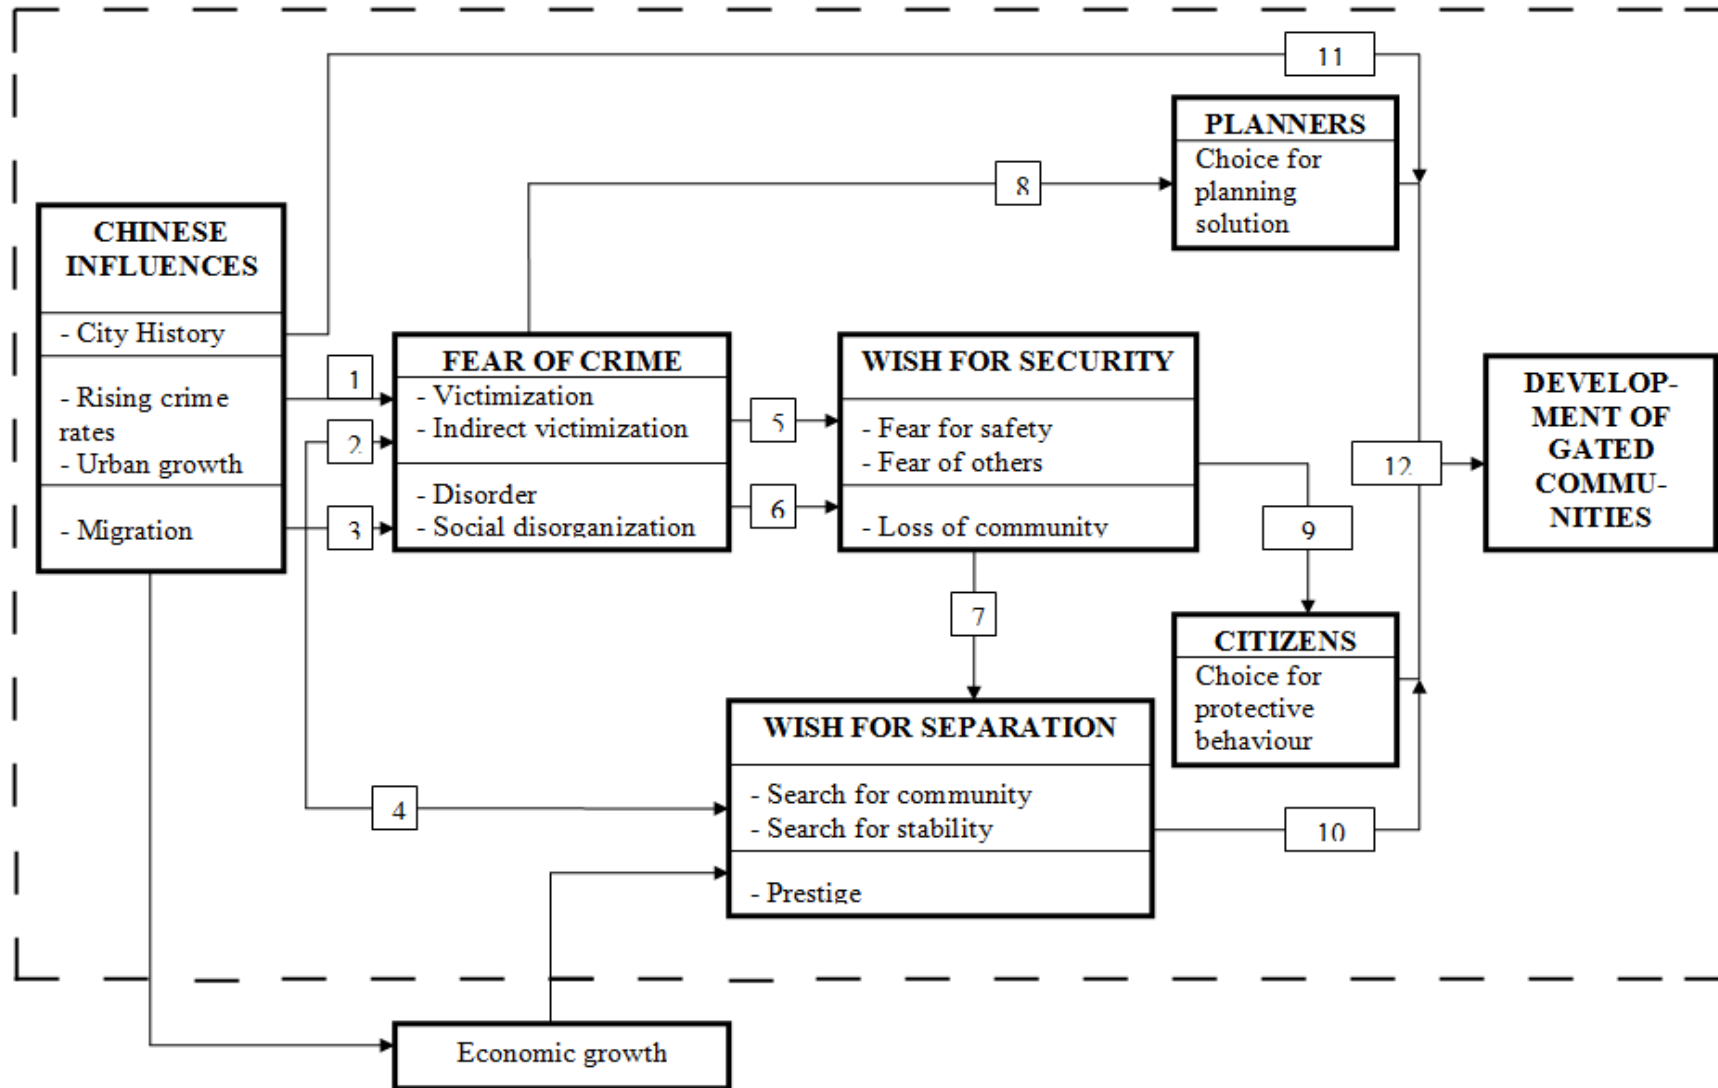 11
PLANNERS
Choice for
planning
solution
8
CHINESE
INFLUENCES
- City History
- Rising crime
rates
- Urban growth
- Migration
1
2
3
FEAR OF CRIME
- Victimization
- Indirect victimization
- Disorder
- Social disorganization
5
6
WISH FOR SECURITY
- Fear for safety
- Fear of others
- Loss of community
12
DEVELOP-
MENT OF
GATED
COMMU-
NITIES
9
7
CITIZENS
Choice for
protective
behaviour
4
WISH FOR SEPARATION
- Search for community
- Search for stability
- Prestige
10
Economic growth